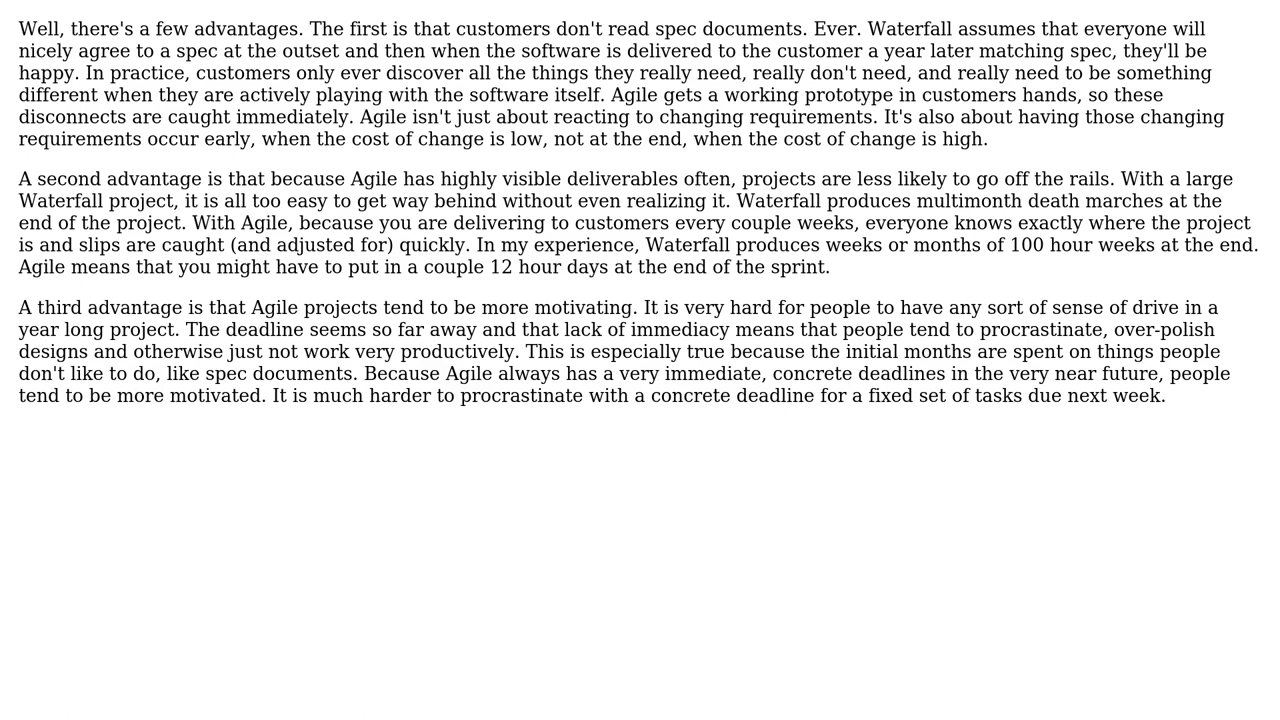 Well, there's a few advantages. The first is that customers don't read spec documents. Ever. Waterfall assumes that everyone will
nicely agree to a spec at the outset and then when the software is delivered to the customer a year later matching spec, they'll be
happy. In practice, customers only ever discover all the things they really need, really don't need, and really need to be something
different when they are actively playing with the software itself. Agile gets a working prototype in customers hands, so these
disconnects are caught immediately. Agile isn't just about reacting to changing requirements. It's also about having those changing
requirements occur early, when the cost of change is low, not at the end, when the cost of change is high.
A second advantage is that because Agile has highly visible deliverables often, projects are less likely to go off the rails. With a large
Waterfall project, it is all too easy to get way behind without even realizing it. Waterfall produces multimonth death marches at the
end of the project. With Agile, because you are delivering to customers every couple weeks, everyone knows exactly where the project
is and slips are caught (and adjusted for) quickly. In my experience, Waterfall produces weeks or months of 100 hour weeks at the end.
Agile means that you might have to put in a couple 12 hour days at the end of the sprint.
A third advantage is that Agile projects tend to be more motivating. It is very hard for people to have any sort of sense of drive in a
year long project. The deadline seems so far away and that lack of immediacy means that people tend to procrastinate, over-polish
designs and otherwise just not work very productively. This is especially true because the initial months are spent on things people
don't like to do, like spec documents. Because Agile always has a very immediate, concrete deadlines in the very near future, people
tend to be more motivated. It is much harder to procrastinate with a concrete deadline for a fixed set of tasks due next week.